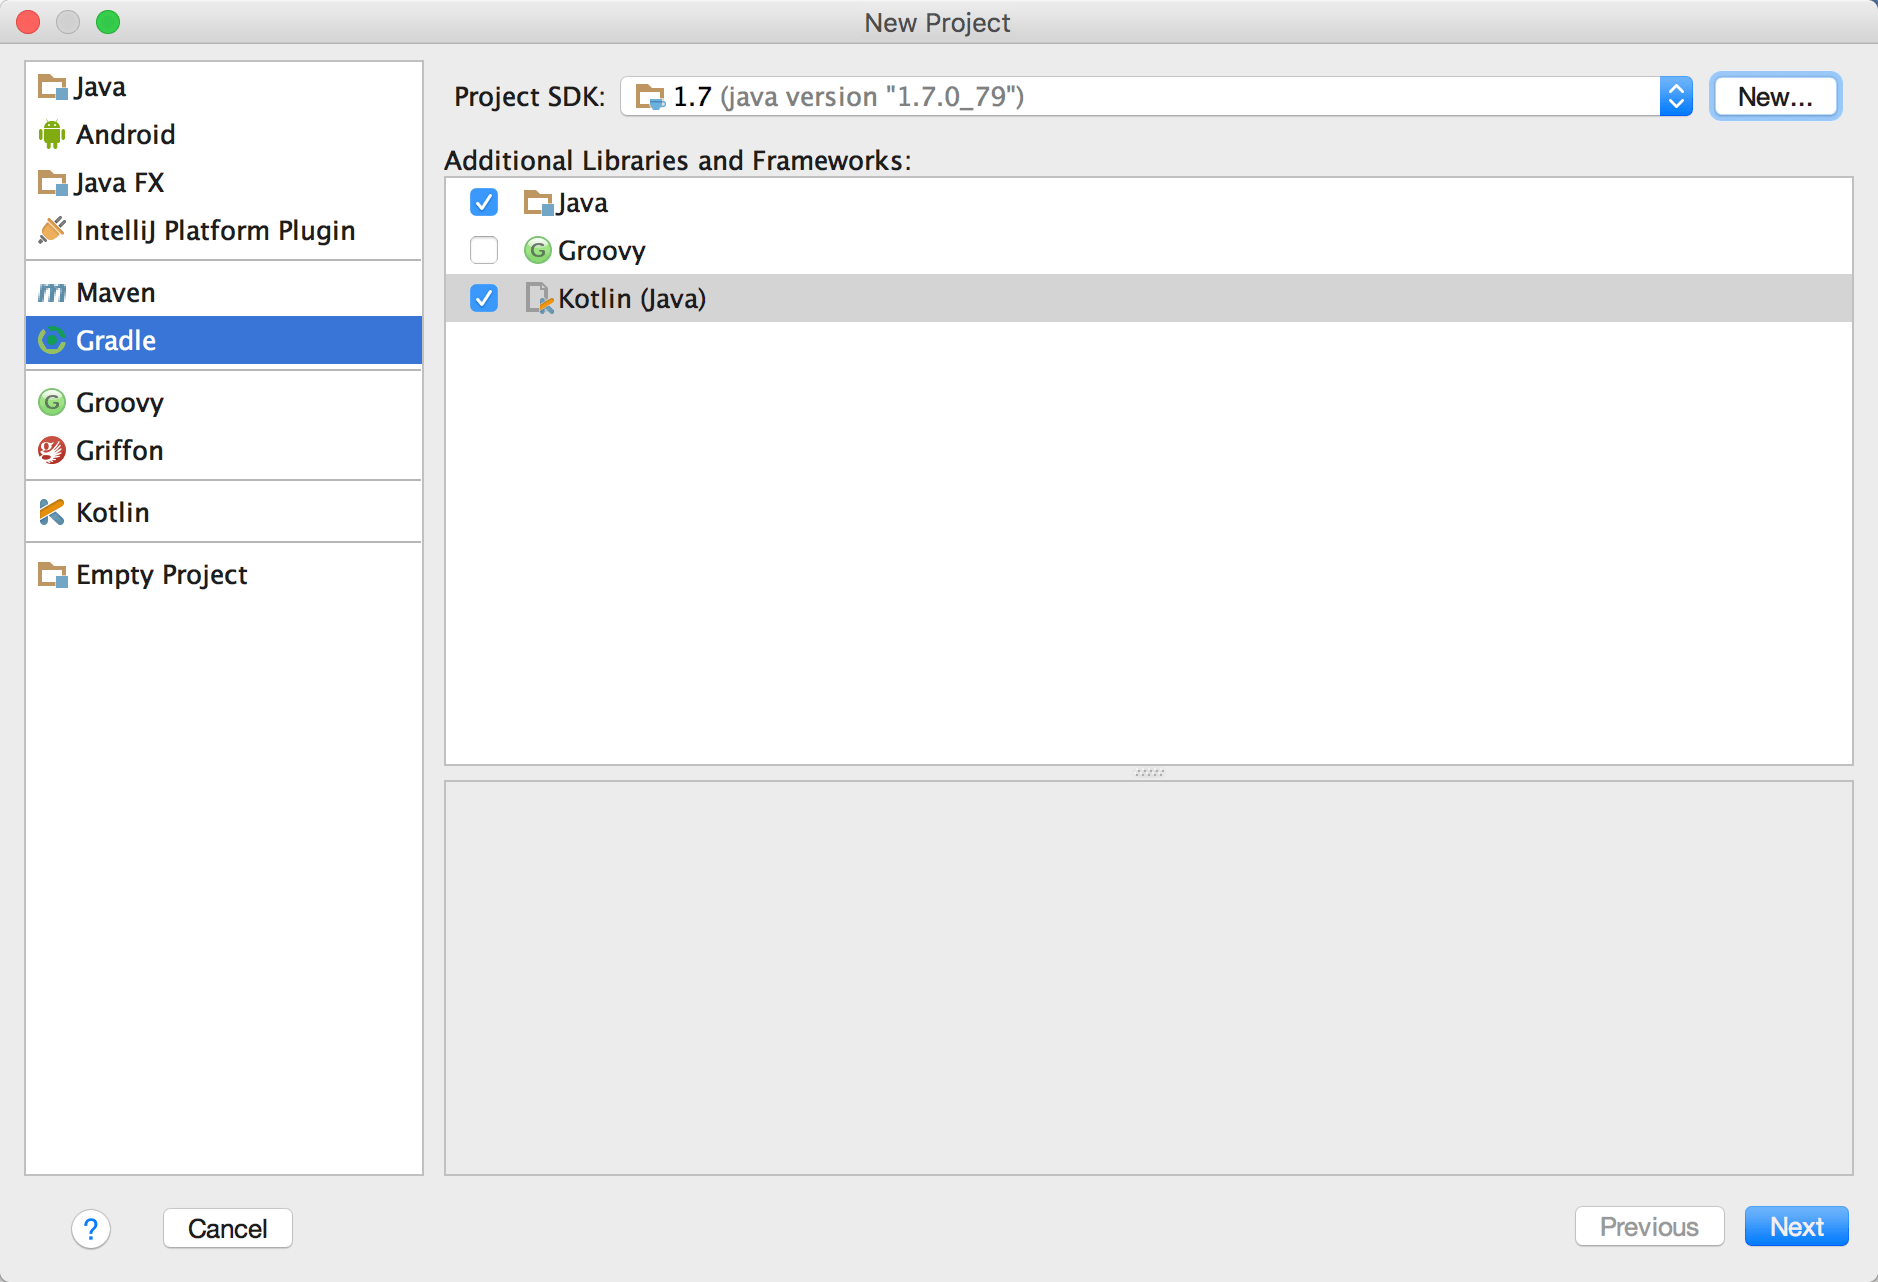 New Project
Java
Android
Java FX
IntelliJ Platform Plugin
Maven
Gradle
Groovy
Griffon
Kotlin
Empty Project
Project SDK: 1.7 (java version "1.7.0_79") New...
Additional Libraries and Frameworks:
Java
Groovy
Kotlin (Java)
? Cancel Previous Next